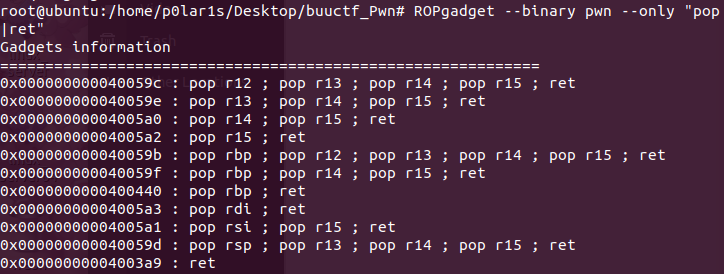 root@ubuntu:/home/p0lar1s/Desktop/buuctf_Pwn# ROPgadget --binary pwn --only "pop
|ret"
Gadgets information
============================================================
0x000000000040059c : pop r12 ; pop r13 ; pop r14 ; pop r15 ; ret
0x000000000040059e : pop r13 ; pop r14 ; pop r15 ; ret
0x00000000004005a0 : pop r14 ; pop r15 ; ret
0x00000000004005a2 : pop r15 ; ret
0x000000000040059b : pop rbp ; pop r12 ; pop r13 ; pop r14 ; pop r15 ; ret
0x000000000040059f : pop rbp ; pop r14 ; pop r15 ; ret
0x0000000000400440 : pop rbp ; ret
0x00000000004005a3 : pop rdi ; ret
0x00000000004005a1 : pop rsi ; pop r15 ; ret
0x000000000040059d : pop rsp ; pop r13 ; pop r14 ; pop r15 ; ret
0x00000000004003a9 : ret